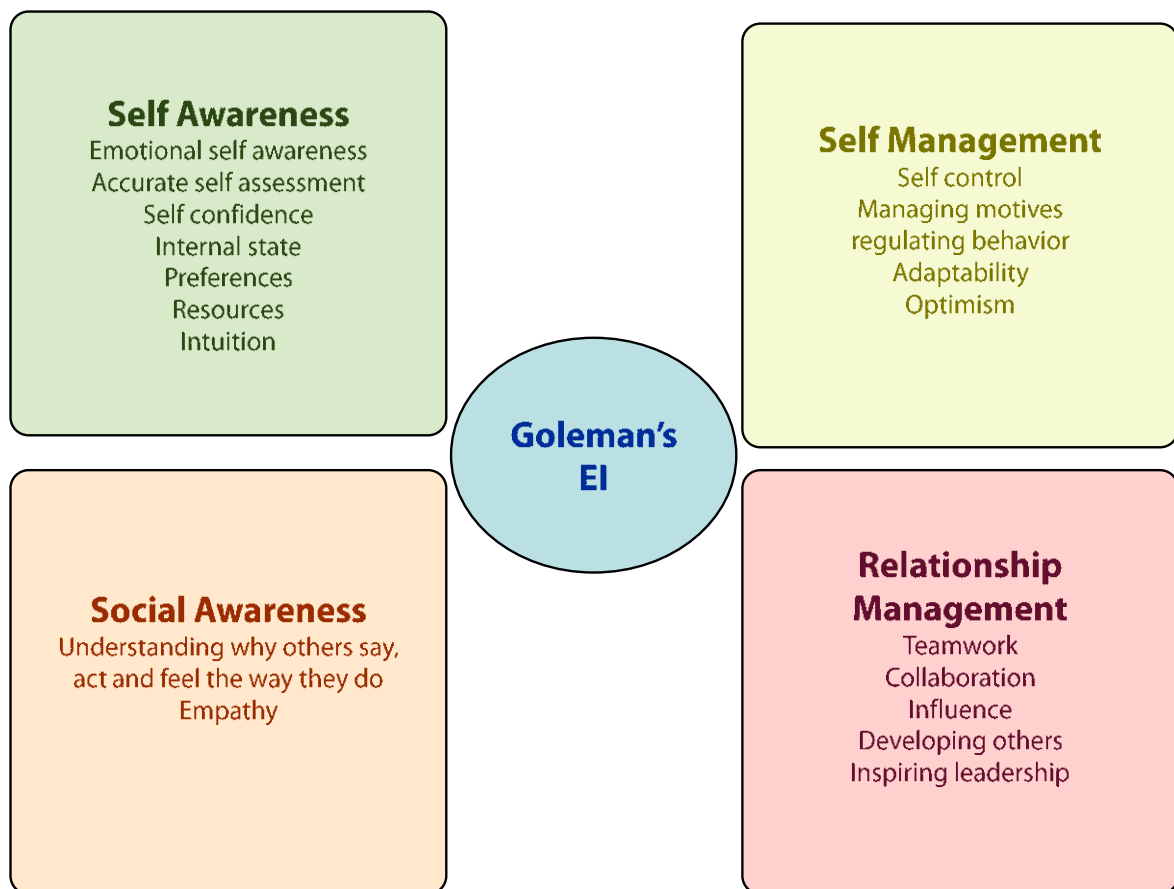 Self Awareness
Emotional self awareness
Accurate self assessment
Self confidence
Internal state
Preferences
Resources
Intuition
Self Management
Self control
Managing motives
regulating behavior
Adaptability
Optimism
Goleman’s
EI
Social Awareness
Understanding why others say,
act and feel the way they do
Empathy
Relationship
Management
Teamwork
Collaboration
Influence
Developing others
Inspiring leadership